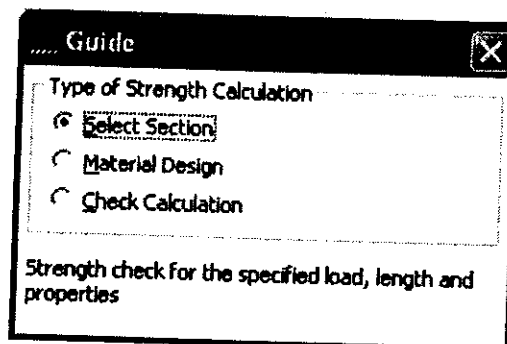 ..... Guide
Type of Strength Calculation
Select Section
Material Design
Check Calculation
Strength check for the specified load, length and
properties